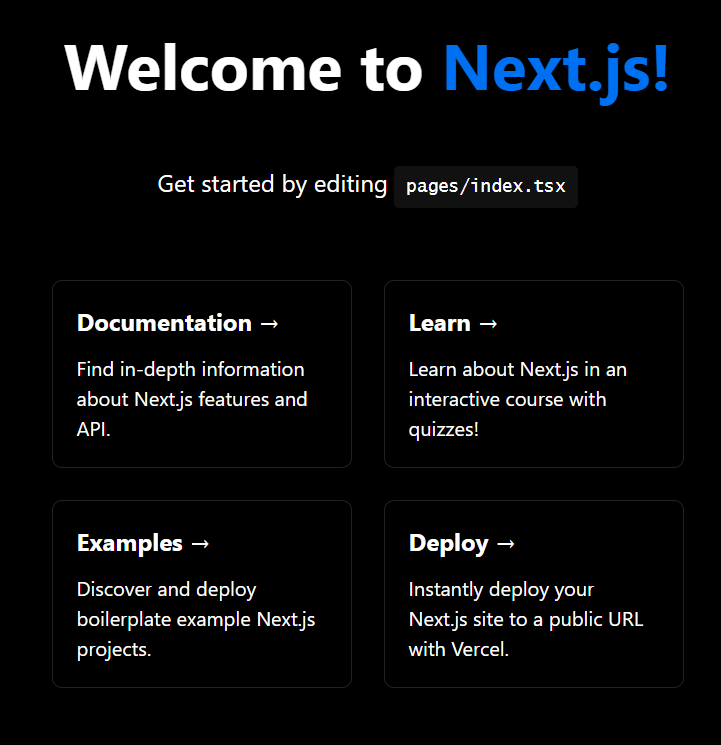 Welcome to Next.js!
Get started by editing pages/index.tsx
Documentation →
Find in-depth information
about Next.js features and
API.
Learn →
Learn about Next.js in an
interactive course with
quizzes!
Examples →
Discover and deploy
boilerplate example Next.js
projects.
Deploy →
Instantly deploy your
Next.js site to a public URL
with Vercel.